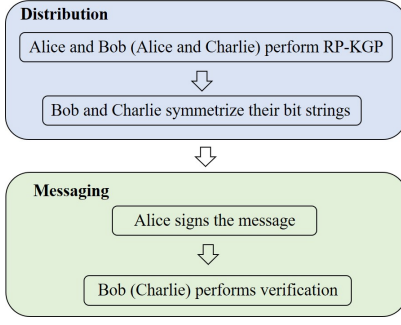 Distribution
Alice and Bob (Alice and Charlie) perform RP-KGP
Bob and Charlie symmetrize their bit strings
Messaging
Alice signs the message
Bob (Charlie) performs verification